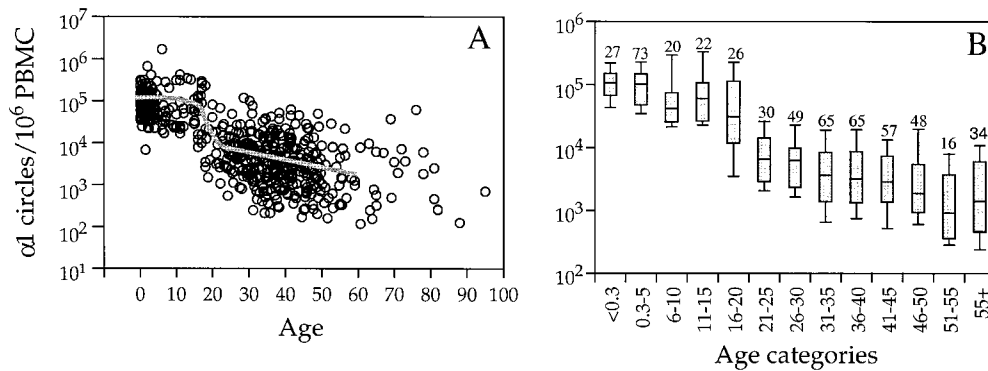 A
10^7
10^6
10^5
10^4
10^3
10^2
10^1
α1 circles/10^6 PBMC
0 10 20 30 40 50 60 70 80 90 100
Age
B
10^6
10^5
10^4
10^3
10^2
27 73 20 22 26 30 49 65 65 57 48 16 34
<0.3 0.3-5 6-10 11-15 16-20 21-25 26-30 31-35 36-40 41-45 46-50 51-55 55+
Age categories